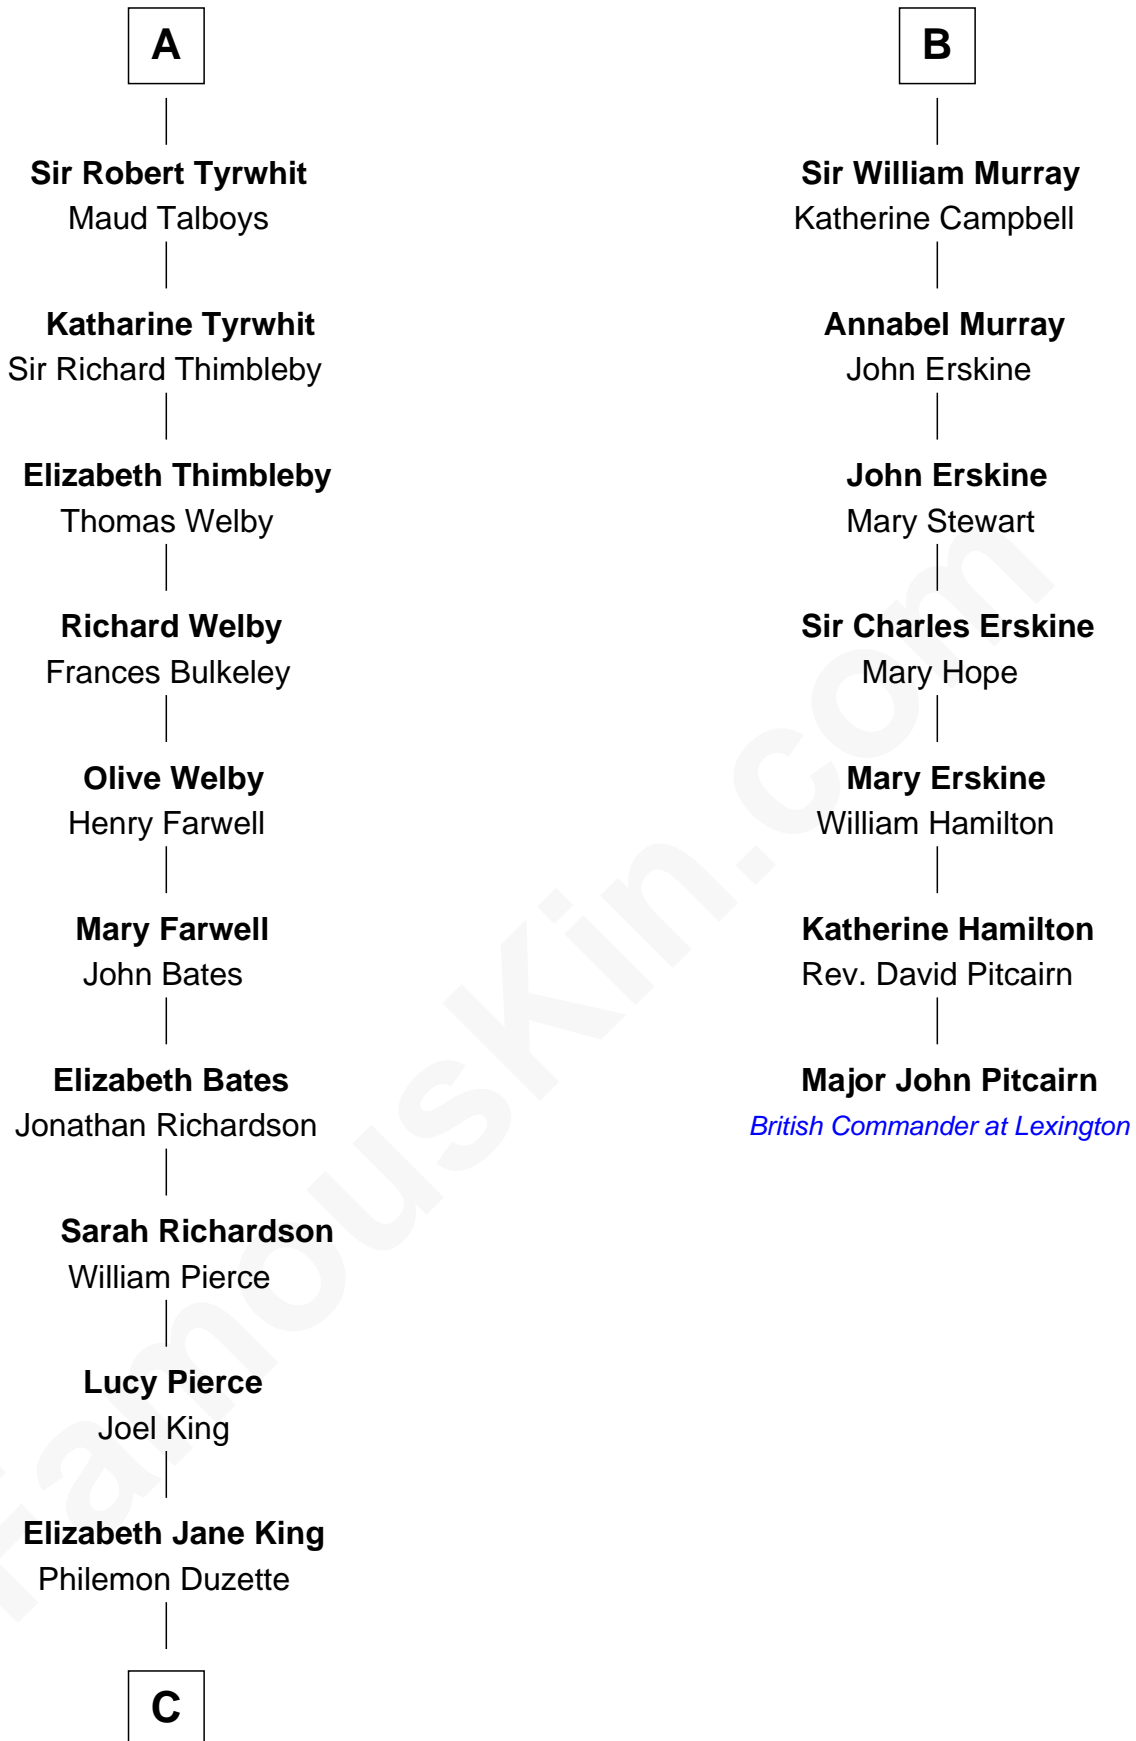 A
Sir Robert Tyrwhit
Maud Talboys
Katharine Tyrwhit
Sir Richard Thimbleby
Elizabeth Thimbleby
Thomas Welby
Richard Welby
Frances Bulkeley
Olive Welby
Henry Farwell
Mary Farwell
John Bates
Elizabeth Bates
Jonathan Richardson
Sarah Richardson
William Pierce
Lucy Pierce
Joel King
Elizabeth Jane King
Philemon Duzette
C
B
Sir William Murray
Katherine Campbell
Annabel Murray
John Erskine
John Erskine
Mary Stewart
Sir Charles Erskine
Mary Hope
Mary Erskine
William Hamilton
Katherine Hamilton
Rev. David Pitcairn
Major John Pitcairn
British Commander at Lexington
FamousKin.com